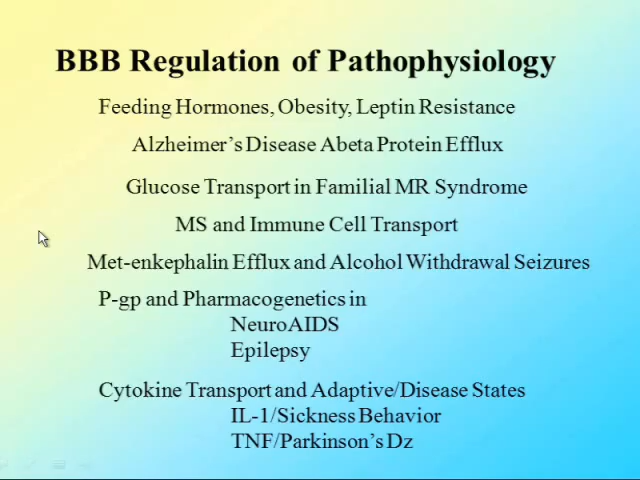 BBB Regulation of Pathophysiology
Feeding Hormones, Obesity, Leptin Resistance
Alzheimer's Disease Abeta Protein Efflux
Glucose Transport in Familial MR Syndrome
MS and Immune Cell Transport
Met-enkephalin Efflux and Alcohol Withdrawal Seizures
P-gp and Pharmacogenetics in
NeuroAIDS
Epilepsy
Cytokine Transport and Adaptive/Disease States
IL-1/Sickness Behavior
TNF/Parkinson's Dz